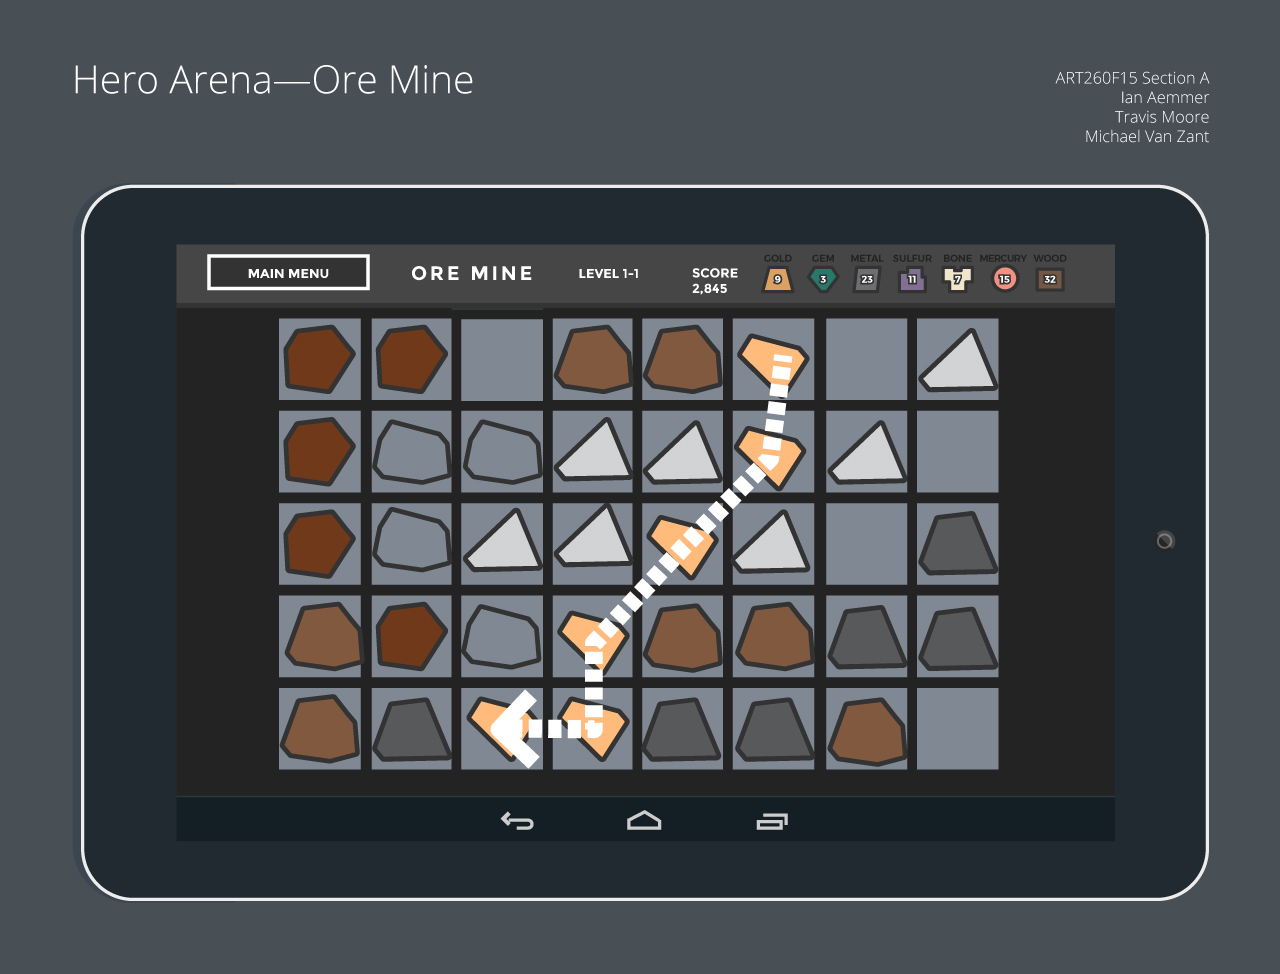 Hero Arena—Ore Mine
ART260F15 Section A
Ian Aemmer
Travis Moore
Michael Van Zant
MAIN MENU
ORE MINE
LEVEL 1-1
SCORE
2,845
GOLD GEM METAL SULFUR BONE MERCURY WOOD
9 3 23 11 7 15 32